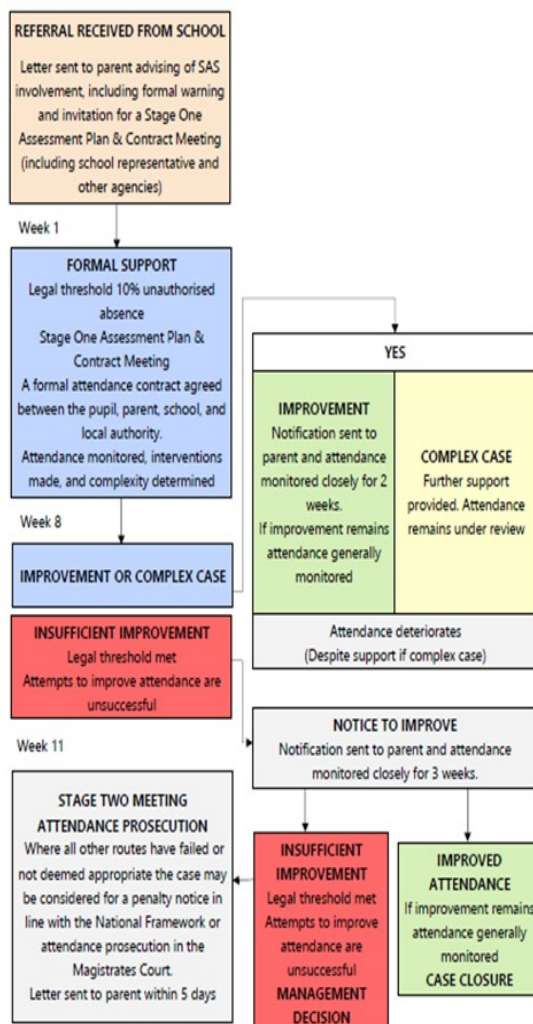 REFERRAL RECEIVED FROM SCHOOL
Letter sent to parent advising of SAS
involvement, including formal warning
and invitation for a Stage One
Assessment Plan & Contract Meeting
(including school representative and
other agencies)
Week 1
FORMAL SUPPORT
Legal threshold 10% unauthorised
absence
Stage One Assessment Plan &
Contract Meeting
A formal attendance contract agreed
between the pupil, parent, school, and
local authority.
Attendance monitored, interventions
made, and complexity determined
Week 8
IMPROVEMENT OR COMPLEX CASE
YES
IMPROVEMENT
Notification sent to
parent and attendance
monitored closely for 2
weeks.
If improvement remains
attendance generally
monitored
COMPLEX CASE
Further support
provided. Attendance
remains under review
Attendance deteriorates
(Despite support if complex case)
INSUFFICIENT IMPROVEMENT
Legal threshold met
Attempts to improve attendance are
unsuccessful
Week 11
NOTICE TO IMPROVE
Notification sent to parent and attendance
monitored closely for 3 weeks.
STAGE TWO MEETING
ATTENDANCE PROSECUTION
Where all other routes have failed or
not deemed appropriate the case may
be considered for a penalty notice in
line with the National Framework or
attendance prosecution in the
Magistrates Court.
Letter sent to parent within 5 days
INSUFFICIENT
IMPROVEMENT
Legal threshold met
Attempts to improve
attendance are
unsuccessful
MANAGEMENT
DECISION
IMPROVED
ATTENDANCE
If improvement remains
attendance generally
monitored
CASE CLOSURE